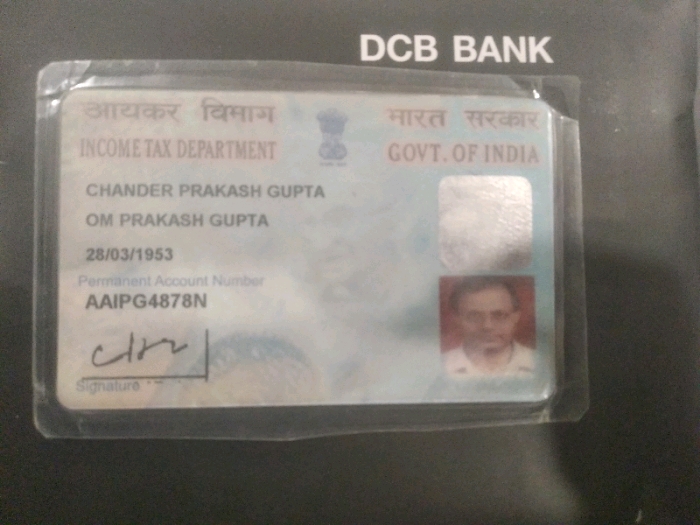 DCB BANK
आयकर विभाग भारत सरकार
INCOME TAX DEPARTMENT GOVT. OF INDIA
CHANDER PRAKASH GUPTA
OM PRAKASH GUPTA
28/03/1953
Permanent Account Number
AAIPG4878N
Signature